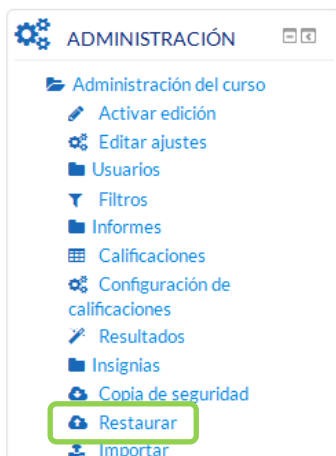 ADMINISTRACIÓN
Administración del curso
Activar edición
Editar ajustes
Usuarios
Filtros
Informes
Calificaciones
Configuración de
calificaciones
Resultados
Insignias
Copia de seguridad
Restaurar
Importar